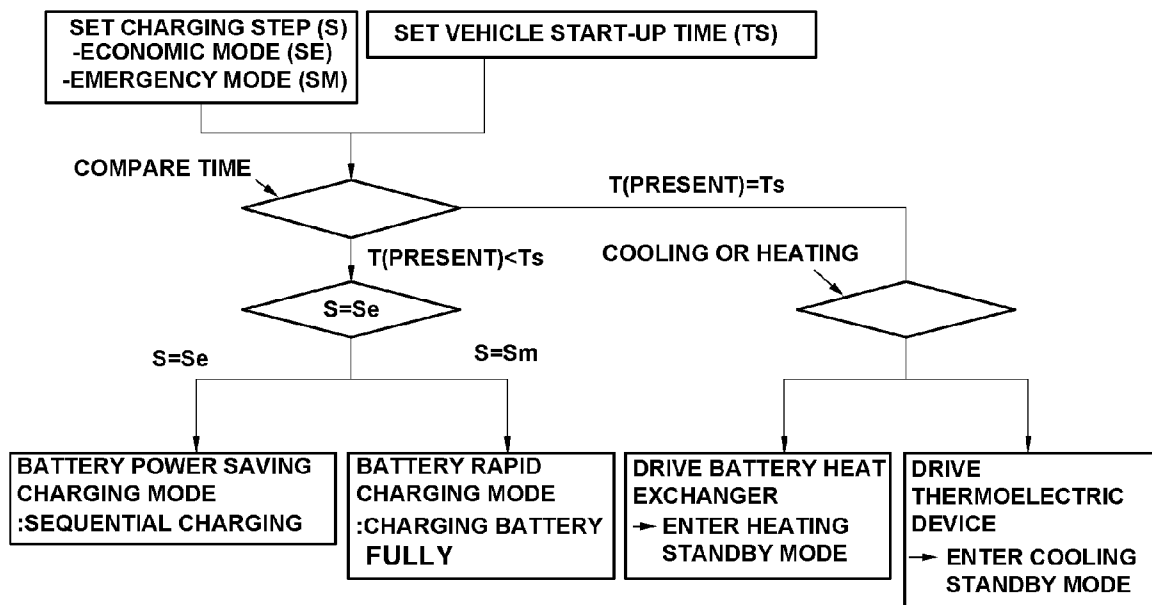 SET CHARGING STEP (S)
-ECONOMIC MODE (SE)
-EMERGENCY MODE (SM)
SET VEHICLE START-UP TIME (TS)
COMPARE TIME
T(PRESENT)=Ts
T(PRESENT)<Ts
COOLING OR HEATING
S=Se
S=Se
S=Sm
BATTERY POWER SAVING
CHARGING MODE
:SEQUENTIAL CHARGING
BATTERY RAPID
CHARGING MODE
:CHARGING BATTERY
FULLY
DRIVE BATTERY HEAT
EXCHANGER
→ ENTER HEATING
STANDBY MODE
DRIVE
THERMOELECTRIC
DEVICE
→ ENTER COOLING
STANDBY MODE